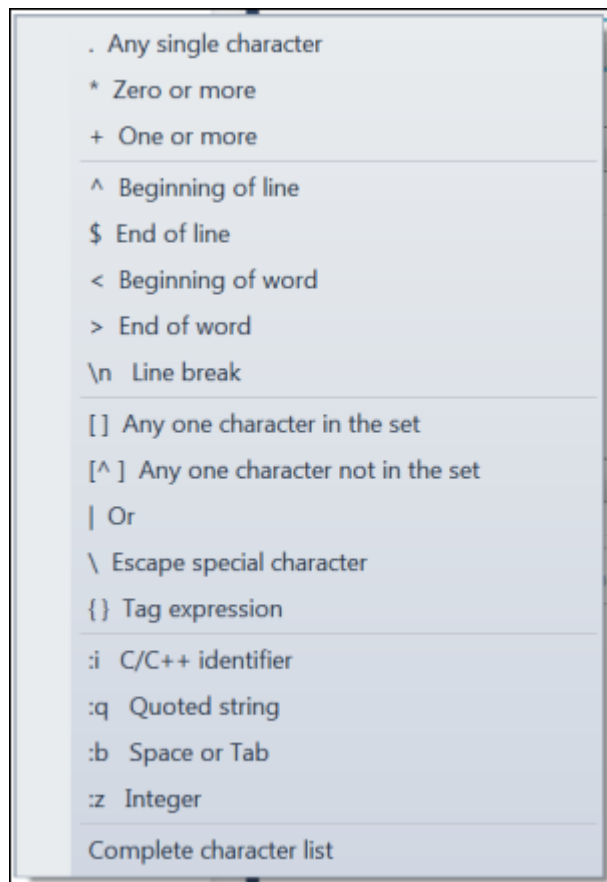 . Any single character
* Zero or more
+ One or more
^ Beginning of line
$ End of line
< Beginning of word
> End of word
\n Line break
[ ] Any one character in the set
[^ ] Any one character not in the set
| Or
\ Escape special character
{ } Tag expression
:i C/C++ identifier
:q Quoted string
:b Space or Tab
:z Integer
Complete character list